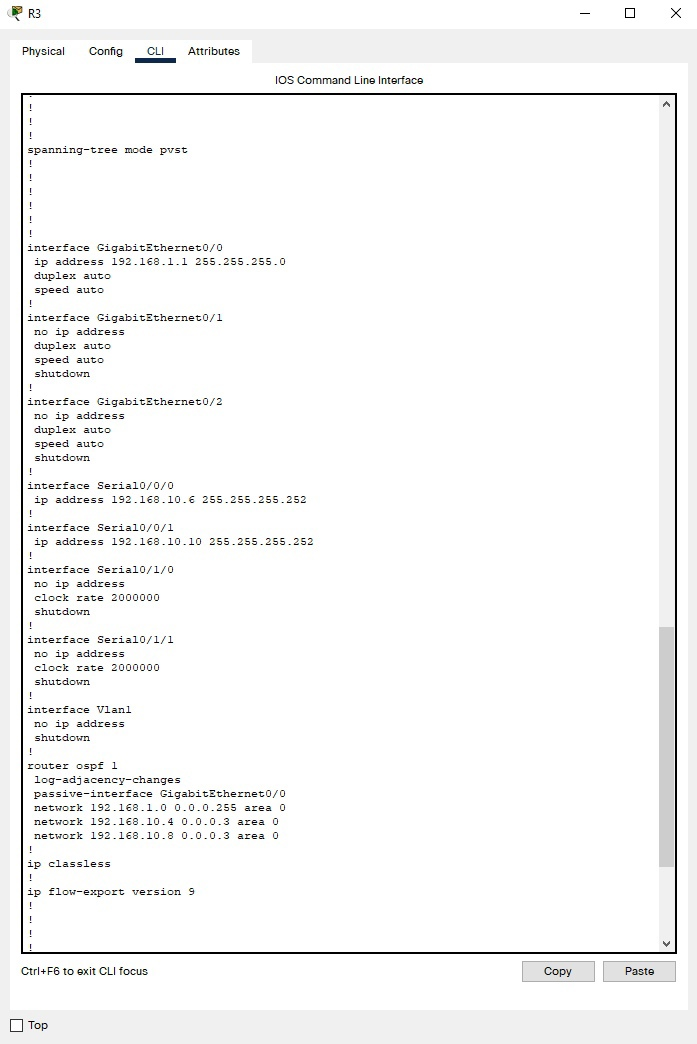 R3
Physical Config CLI Attributes
IOS Command Line Interface
!
!
!
!
spanning-tree mode pvst
!
!
!
!
!
!
interface GigabitEthernet0/0
 ip address 192.168.1.1 255.255.255.0
 duplex auto
 speed auto
!
interface GigabitEthernet0/1
 no ip address
 duplex auto
 speed auto
 shutdown
!
interface GigabitEthernet0/2
 no ip address
 duplex auto
 speed auto
 shutdown
!
interface Serial0/0/0
 ip address 192.168.10.6 255.255.255.252
!
interface Serial0/0/1
 ip address 192.168.10.10 255.255.255.252
!
interface Serial0/1/0
 no ip address
 clock rate 2000000
 shutdown
!
interface Serial0/1/1
 no ip address
 clock rate 2000000
 shutdown
!
interface Vlan1
 no ip address
 shutdown
!
router ospf 1
 log-adjacency-changes
 passive-interface GigabitEthernet0/0
 network 192.168.1.0 0.0.0.255 area 0
 network 192.168.10.4 0.0.0.3 area 0
 network 192.168.10.8 0.0.0.3 area 0
!
ip classless
!
ip flow-export version 9
!
!
!
!
Ctrl+F6 to exit CLI focus
Copy Paste
Top